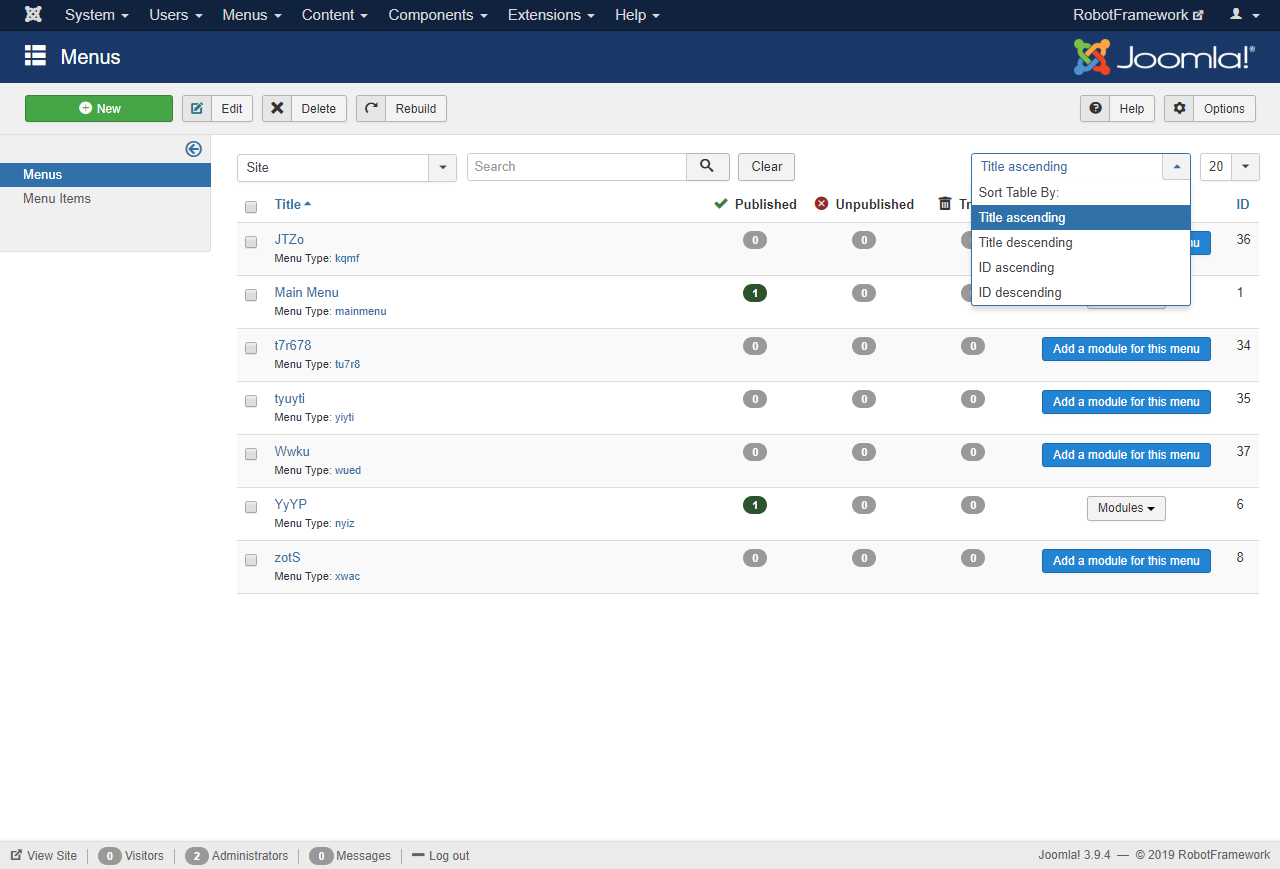 System Users Menus Content Components Extensions Help RobotFramework
Menus Joomla!®
New Edit Delete Rebuild Help Options
Menus
Menu Items
Site Search Clear Title ascending 20
Sort Table By:
Title ascending
Title descending
ID ascending
ID descending
Title Published Unpublished ID
JTZo 0 0 36
Menu Type: kqmf
Main Menu 1 0 1
Menu Type: mainmenu
t7r678 0 0 0 Add a module for this menu 34
Menu Type: tu7r8
tyuyti 0 0 0 Add a module for this menu 35
Menu Type: yiyti
Wwku 0 0 0 Add a module for this menu 37
Menu Type: wued
YyYP 1 0 0 Modules 6
Menu Type: nyiz
zotS 0 0 0 Add a module for this menu 8
Menu Type: xwac
View Site 0 Visitors 2 Administrators 0 Messages Log out Joomla! 3.9.4 — © 2019 RobotFramework